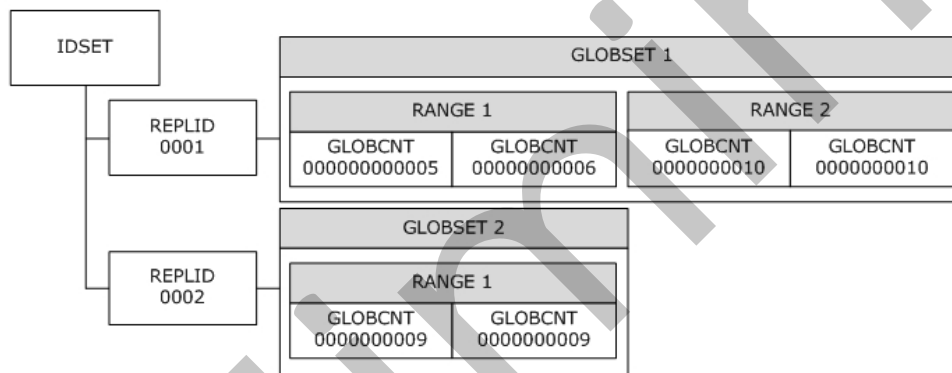 IDSET
GLOBSET 1
REPLID
0001
RANGE 1
RANGE 2
GLOBCNT
000000000005
GLOBCNT
00000000006
GLOBCNT
0000000010
GLOBCNT
0000000010
GLOBSET 2
REPLID
0002
RANGE 1
GLOBCNT
0000000009
GLOBCNT
0000000009